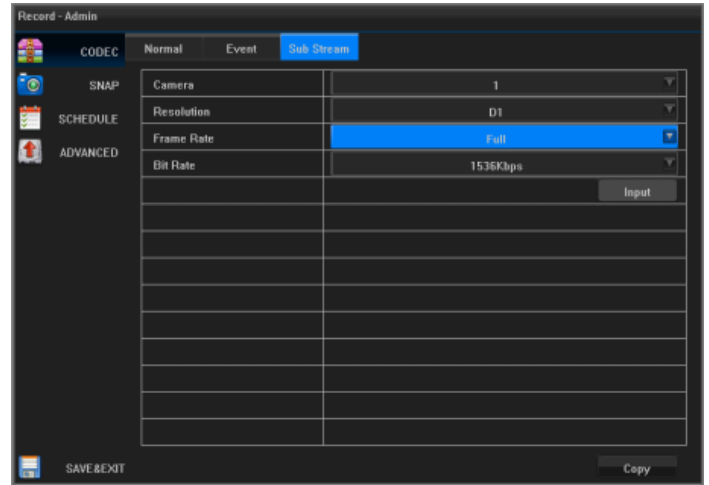 Record - Admin
CODEC
Normal Event Sub Stream
SNAP
Camera 1
SCHEDULE
Resolution D1
Frame Rate Full
ADVANCED
Bit Rate 1536Kbps
Input
SAVE&EXIT
Copy